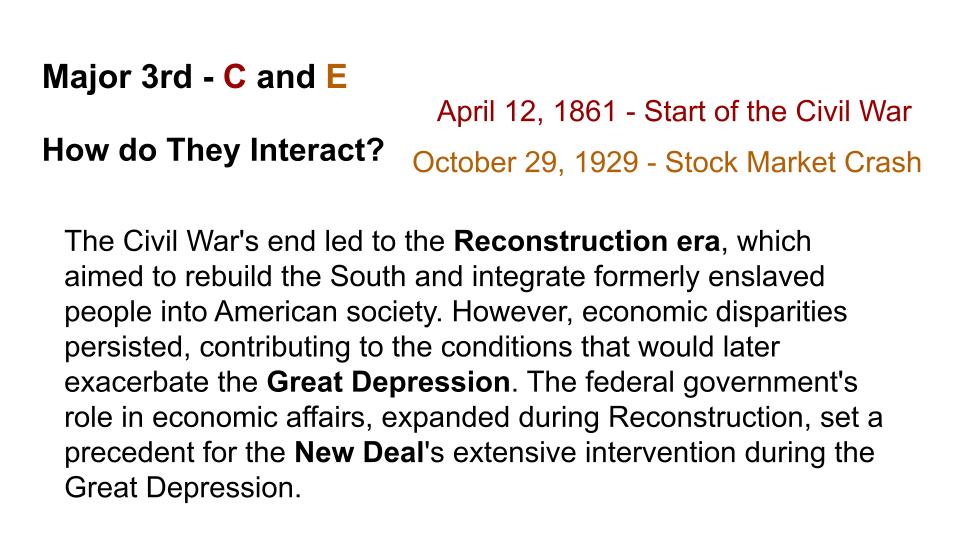 Major 3rd - C and E
April 12, 1861 - Start of the Civil War
How do They Interact?
October 29, 1929 - Stock Market Crash
The Civil War's end led to the Reconstruction era, which
aimed to rebuild the South and integrate formerly enslaved
people into American society. However, economic disparities
persisted, contributing to the conditions that would later
exacerbate the Great Depression. The federal government's
role in economic affairs, expanded during Reconstruction, set a
precedent for the New Deal's extensive intervention during the
Great Depression.